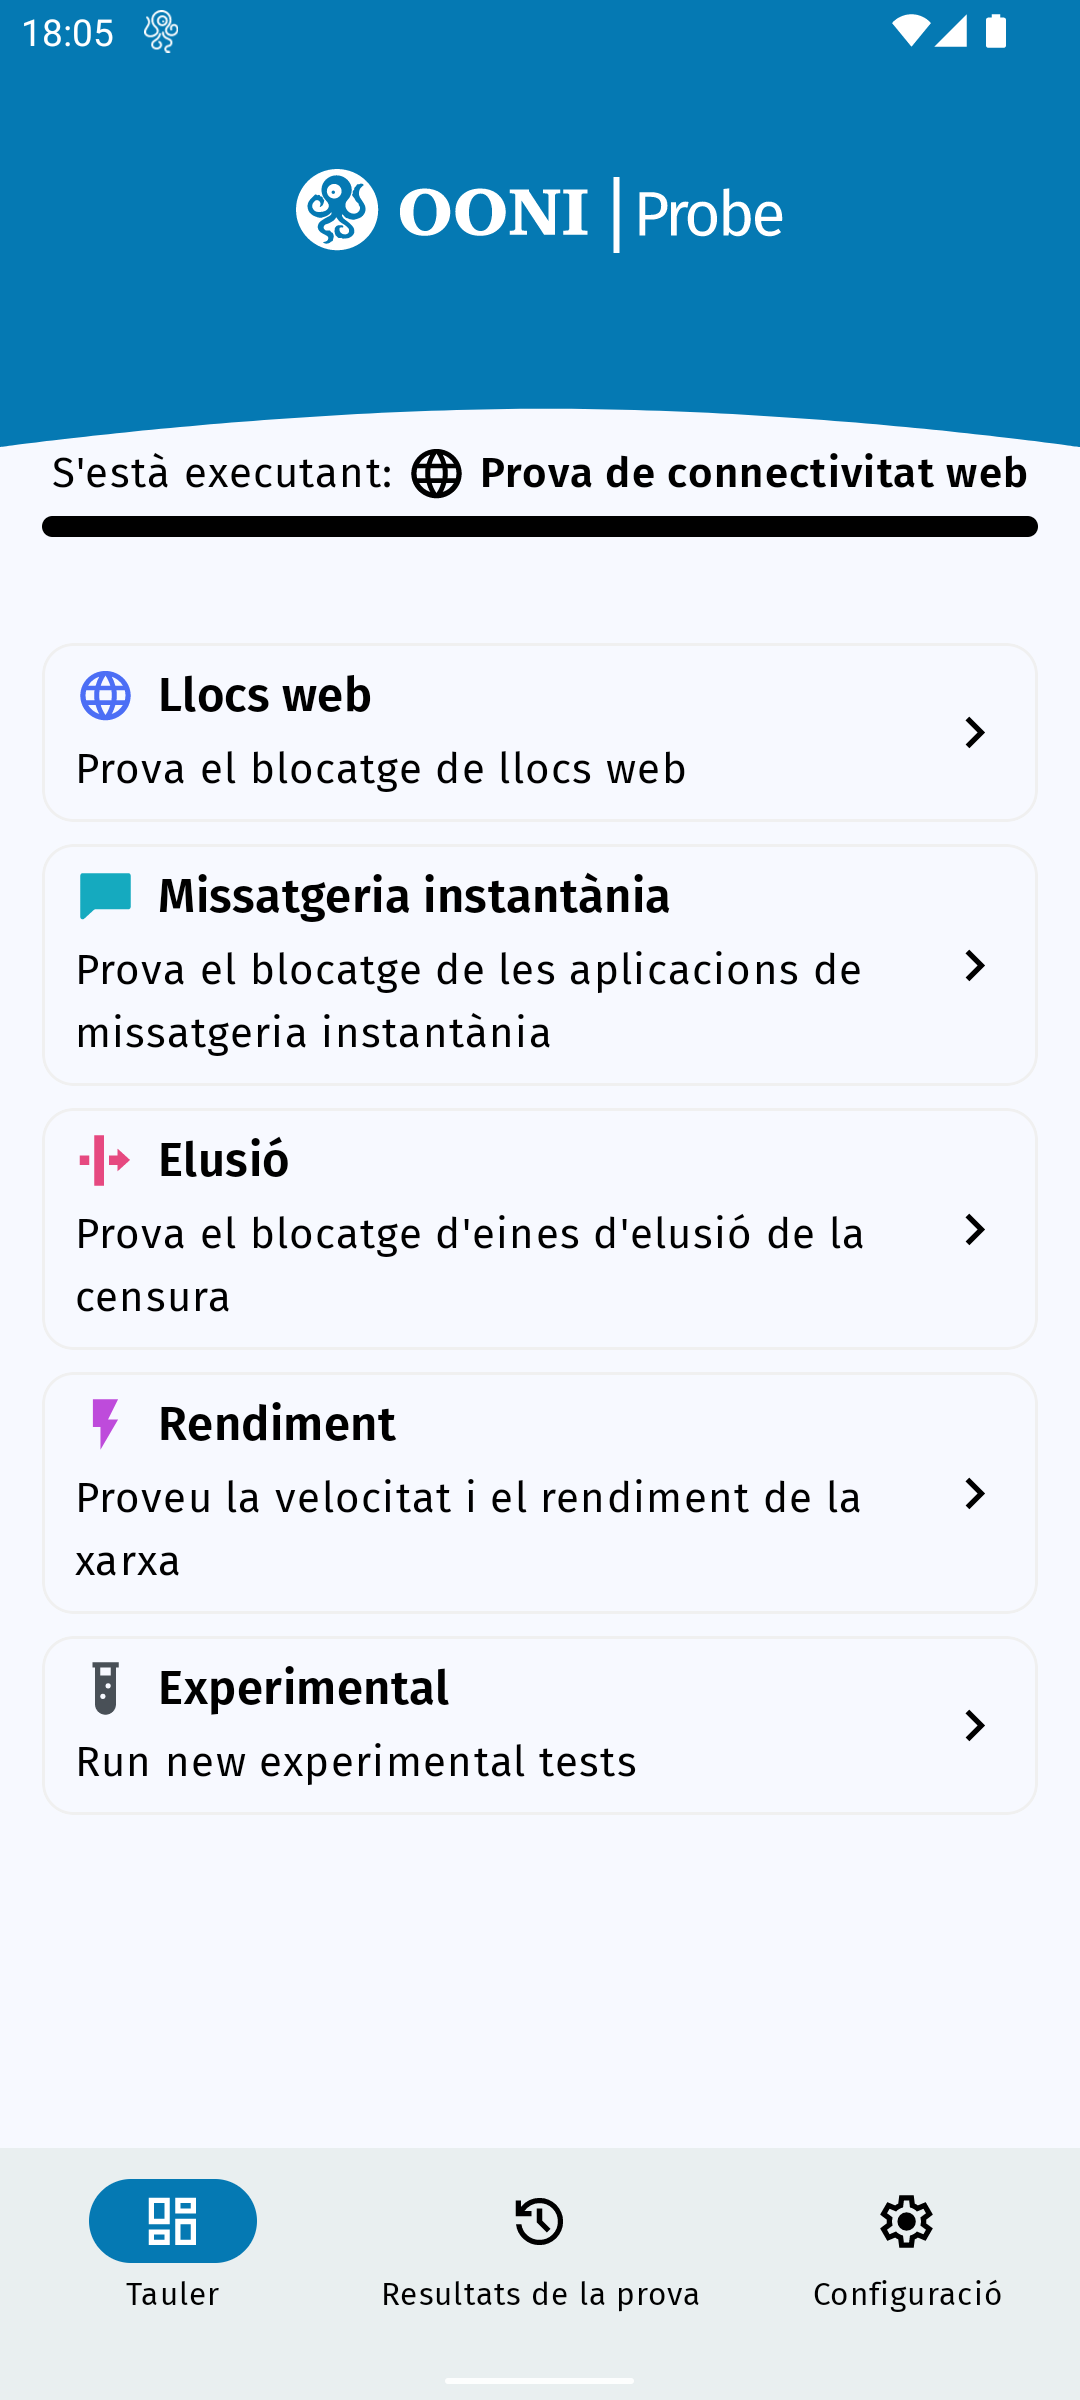 18:05
OONI | Probe
S'està executant: Prova de connectivitat web
Llocs web
Prova el blocatge de llocs web
Missatgeria instantània
Prova el blocatge de les aplicacions de
missatgeria instantània
Elusió
Prova el blocatge d'eines d'elusió de la
censura
Rendiment
Proveu la velocitat i el rendiment de la
xarxa
Experimental
Run new experimental tests
Tauler
Resultats de la prova
Configuració